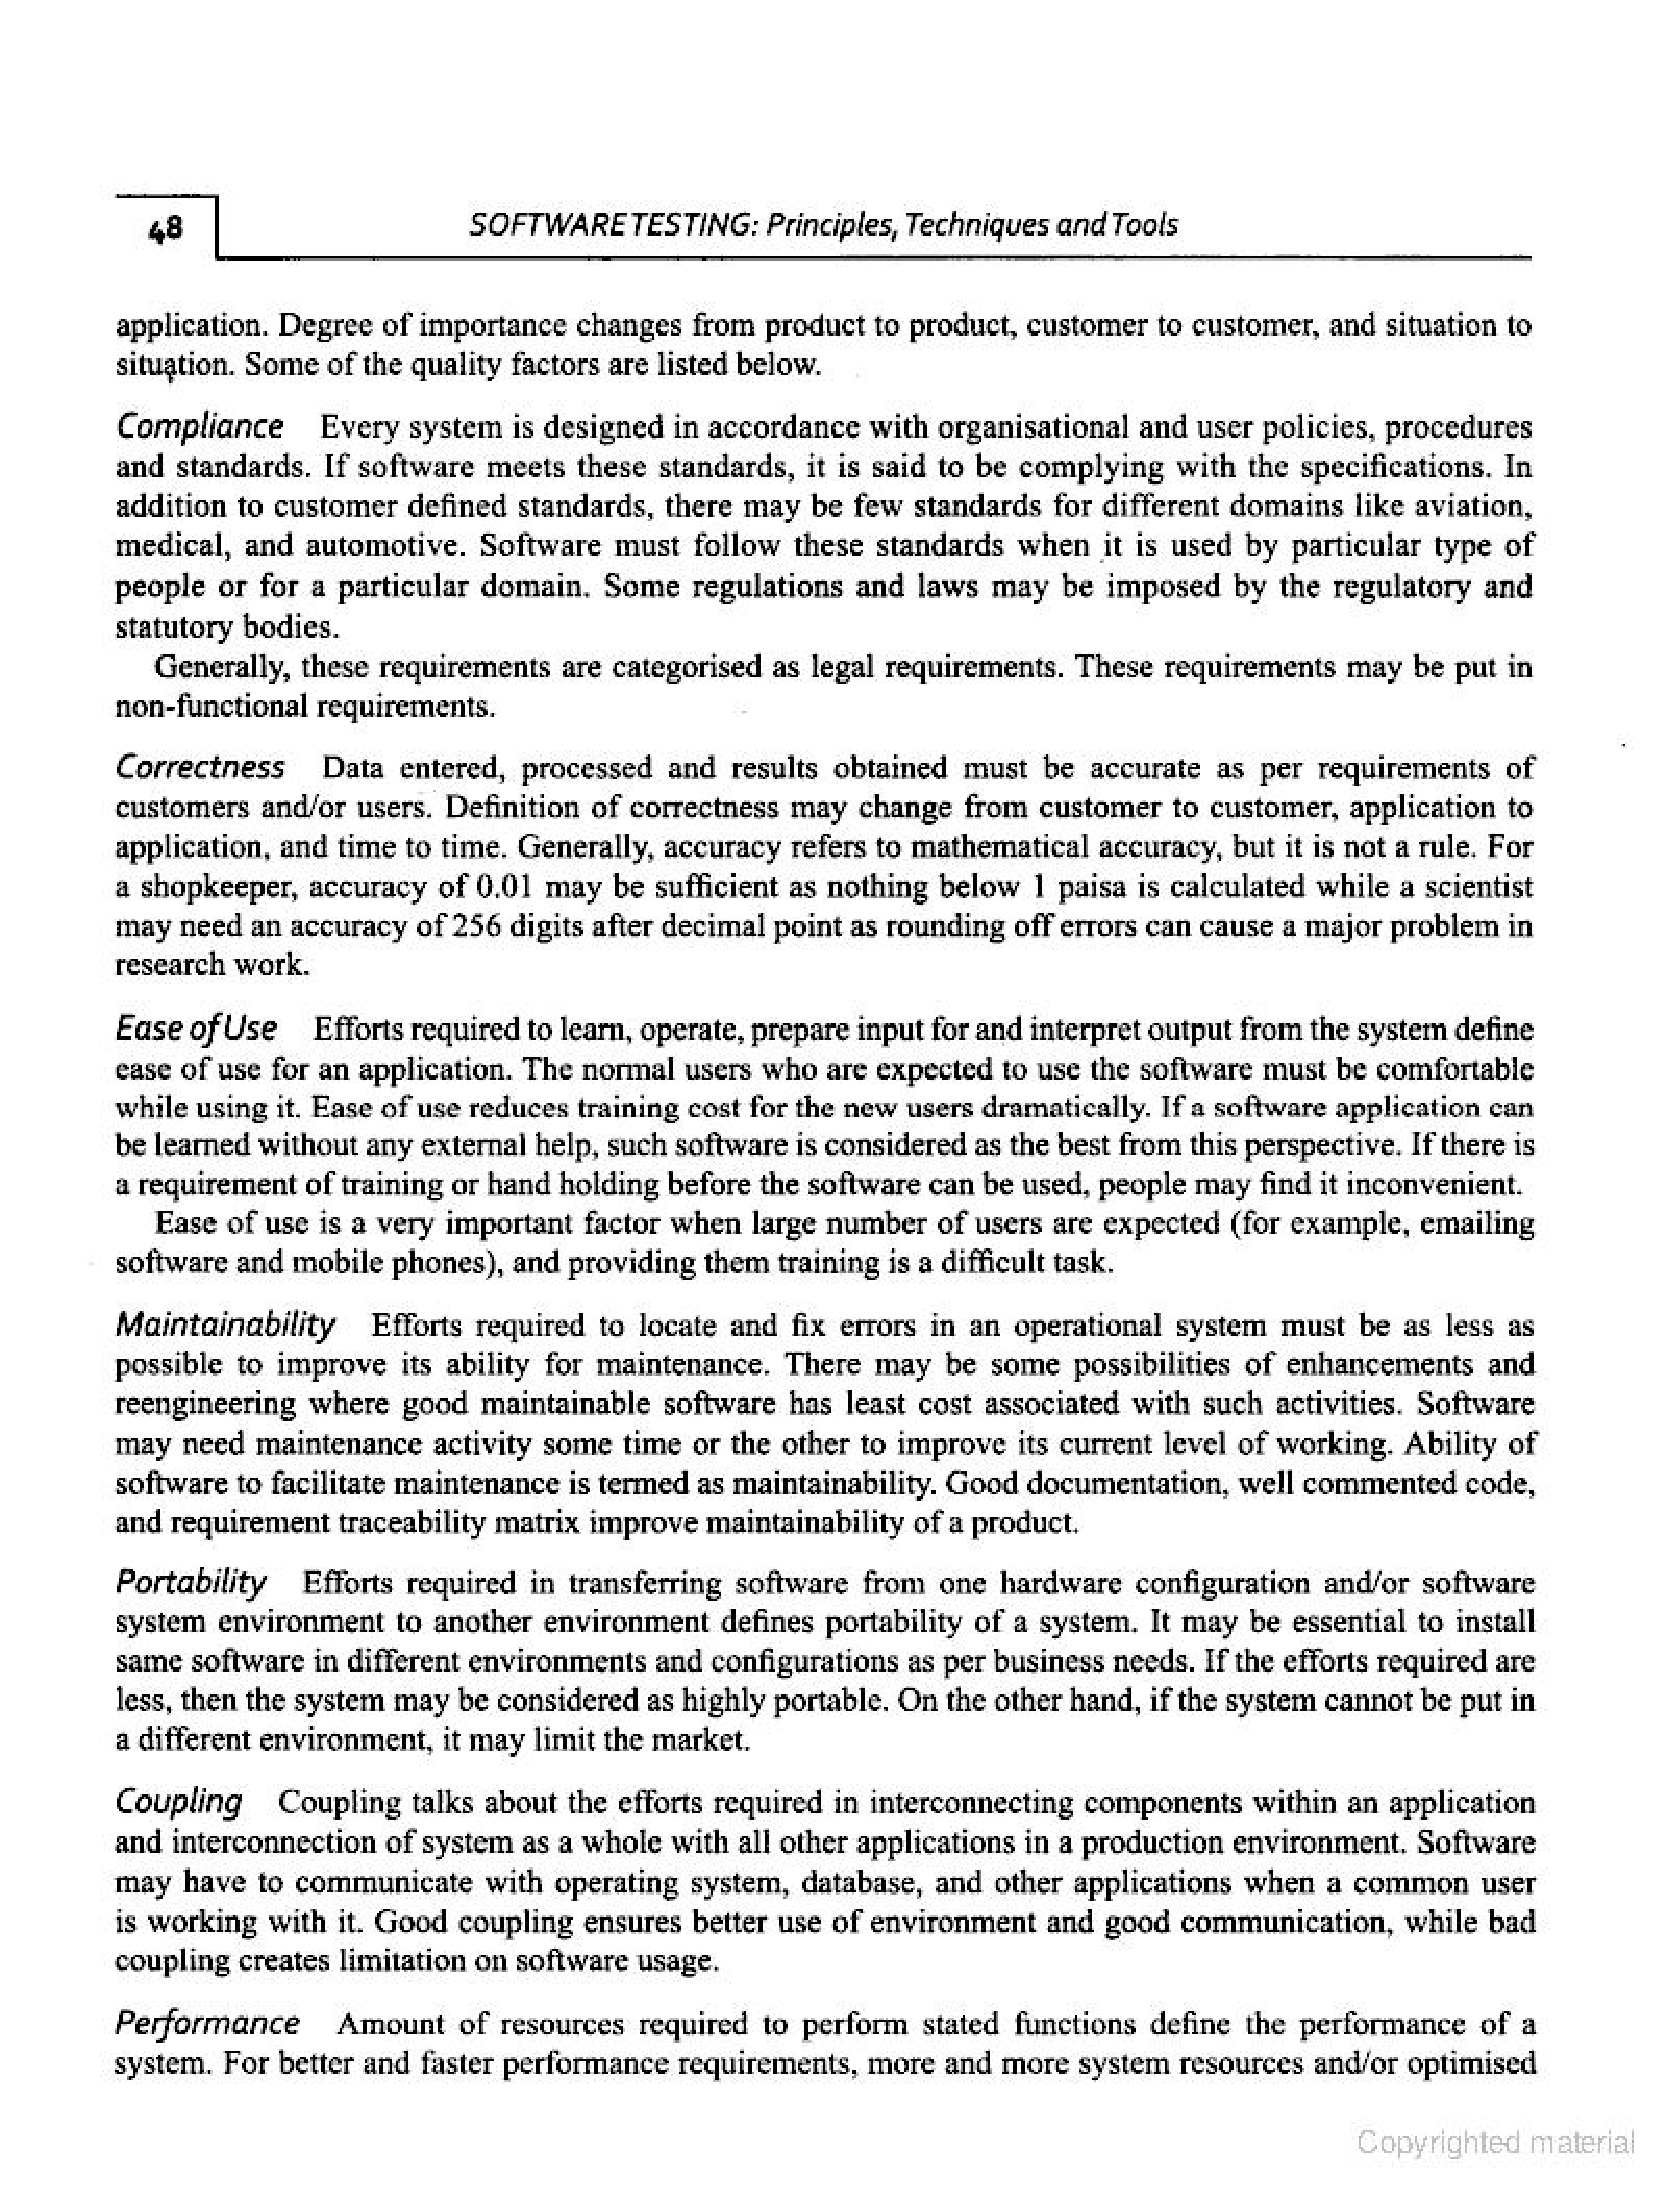 48
SOFTWARE TESTING: Principles, Techniques and Tools
application. Degree of importance changes from product to product, customer to customer, and situation to
situation. Some of the quality factors are listed below.
Compliance Every system is designed in accordance with organisational and user policies, procedures
and standards. If software meets these standards, it is said to be complying with the specifications. In
addition to customer defined standards, there may be few standards for different domains like aviation,
medical, and automotive. Software must follow these standards when it is used by particular type of
people or for a particular domain. Some regulations and laws may be imposed by the regulatory and
statutory bodies.
Generally, these requirements are categorised as legal requirements. These requirements may be put in
non-functional requirements.
Correctness Data entered, processed and results obtained must be accurate as per requirements of
customers and/or users. Definition of correctness may change from customer to customer, application to
application, and time to time. Generally, accuracy refers to mathematical accuracy, but it is not a rule. For
a shopkeeper, accuracy of 0.01 may be sufficient as nothing below 1 paisa is calculated while a scientist
may need an accuracy of 256 digits after decimal point as rounding off errors can cause a major problem in
research work.
Ease of Use Efforts required to learn, operate, prepare input for and interpret output from the system define
ease of use for an application. The normal users who are expected to use the software must be comfortable
while using it. Ease of use reduces training cost for the new users dramatically. If a software application can
be learned without any external help, such software is considered as the best from this perspective. If there is
a requirement of training or hand holding before the software can be used, people may find it inconvenient.
Ease of use is a very important factor when large number of users are expected (for example, emailing
software and mobile phones), and providing them training is a difficult task.
Maintainability Efforts required to locate and fix errors in an operational system must be as less as
possible to improve its ability for maintenance. There may be some possibilities of enhancements and
reengineering where good maintainable software has least cost associated with such activities. Software
may need maintenance activity some time or the other to improve its current level of working. Ability of
software to facilitate maintenance is termed as maintainability. Good documentation, well commented code,
and requirement traceability matrix improve maintainability of a product.
Portability Efforts required in transferring software from one hardware configuration and/or software
system environment to another environment defines portability of a system. It may be essential to install
same software in different environments and configurations as per business needs. If the efforts required are
less, then the system may be considered as highly portable. On the other hand, if the system cannot be put in
a different environment, it may limit the market.
Coupling Coupling talks about the efforts required in interconnecting components within an application
and interconnection of system as a whole with all other applications in a production environment. Software
may have to communicate with operating system, database, and other applications when a common user
is working with it. Good coupling ensures better use of environment and good communication, while bad
coupling creates limitation on software usage.
Performance Amount of resources required to perform stated functions define the performance of a
system. For better and faster performance requirements, more and more system resources and/or optimised
Copyrighted material